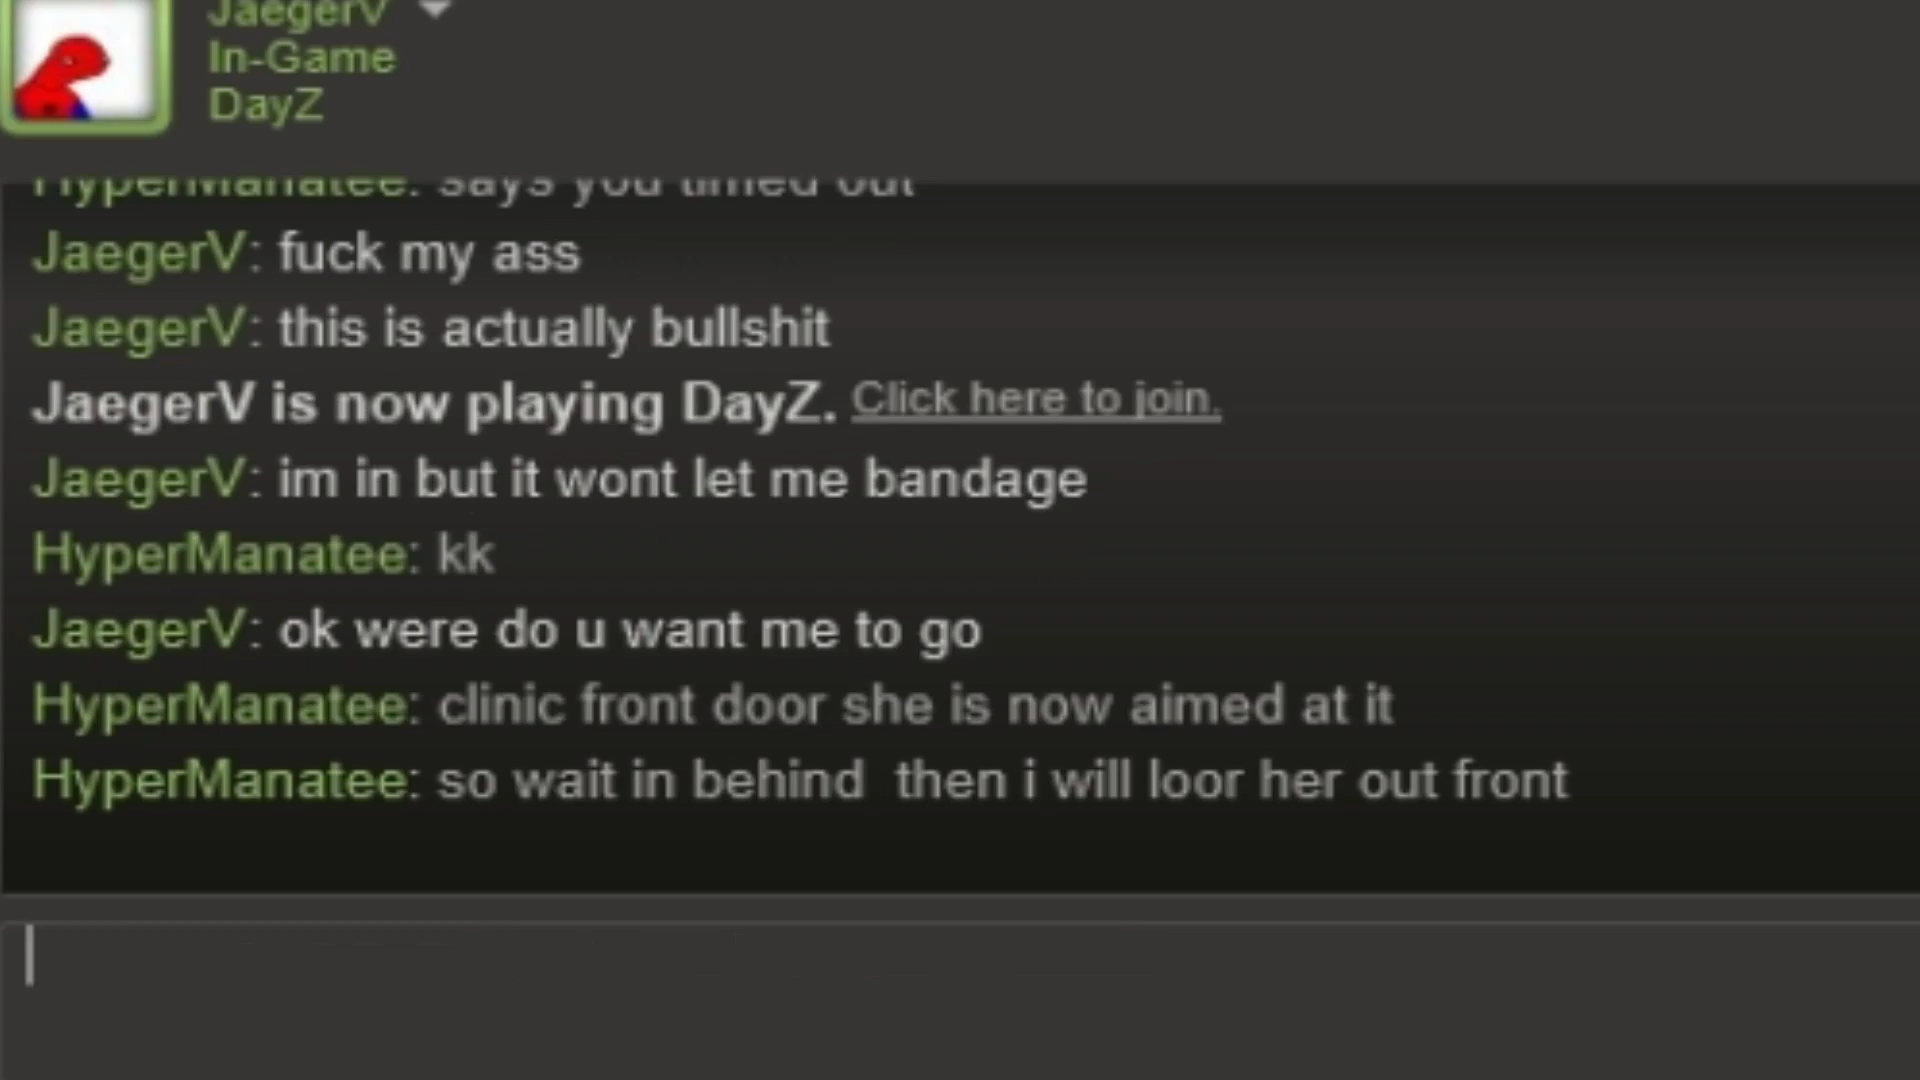 JaegerV
In-Game
DayZ
HyperManatee: says you timed out
JaegerV: fuck my ass
JaegerV: this is actually bullshit
JaegerV is now playing DayZ. Click here to join.
JaegerV: im in but it wont let me bandage
HyperManatee: kk
JaegerV: ok were do u want me to go
HyperManatee: clinic front door she is now aimed at it
HyperManatee: so wait in behind  then i will loor her out front